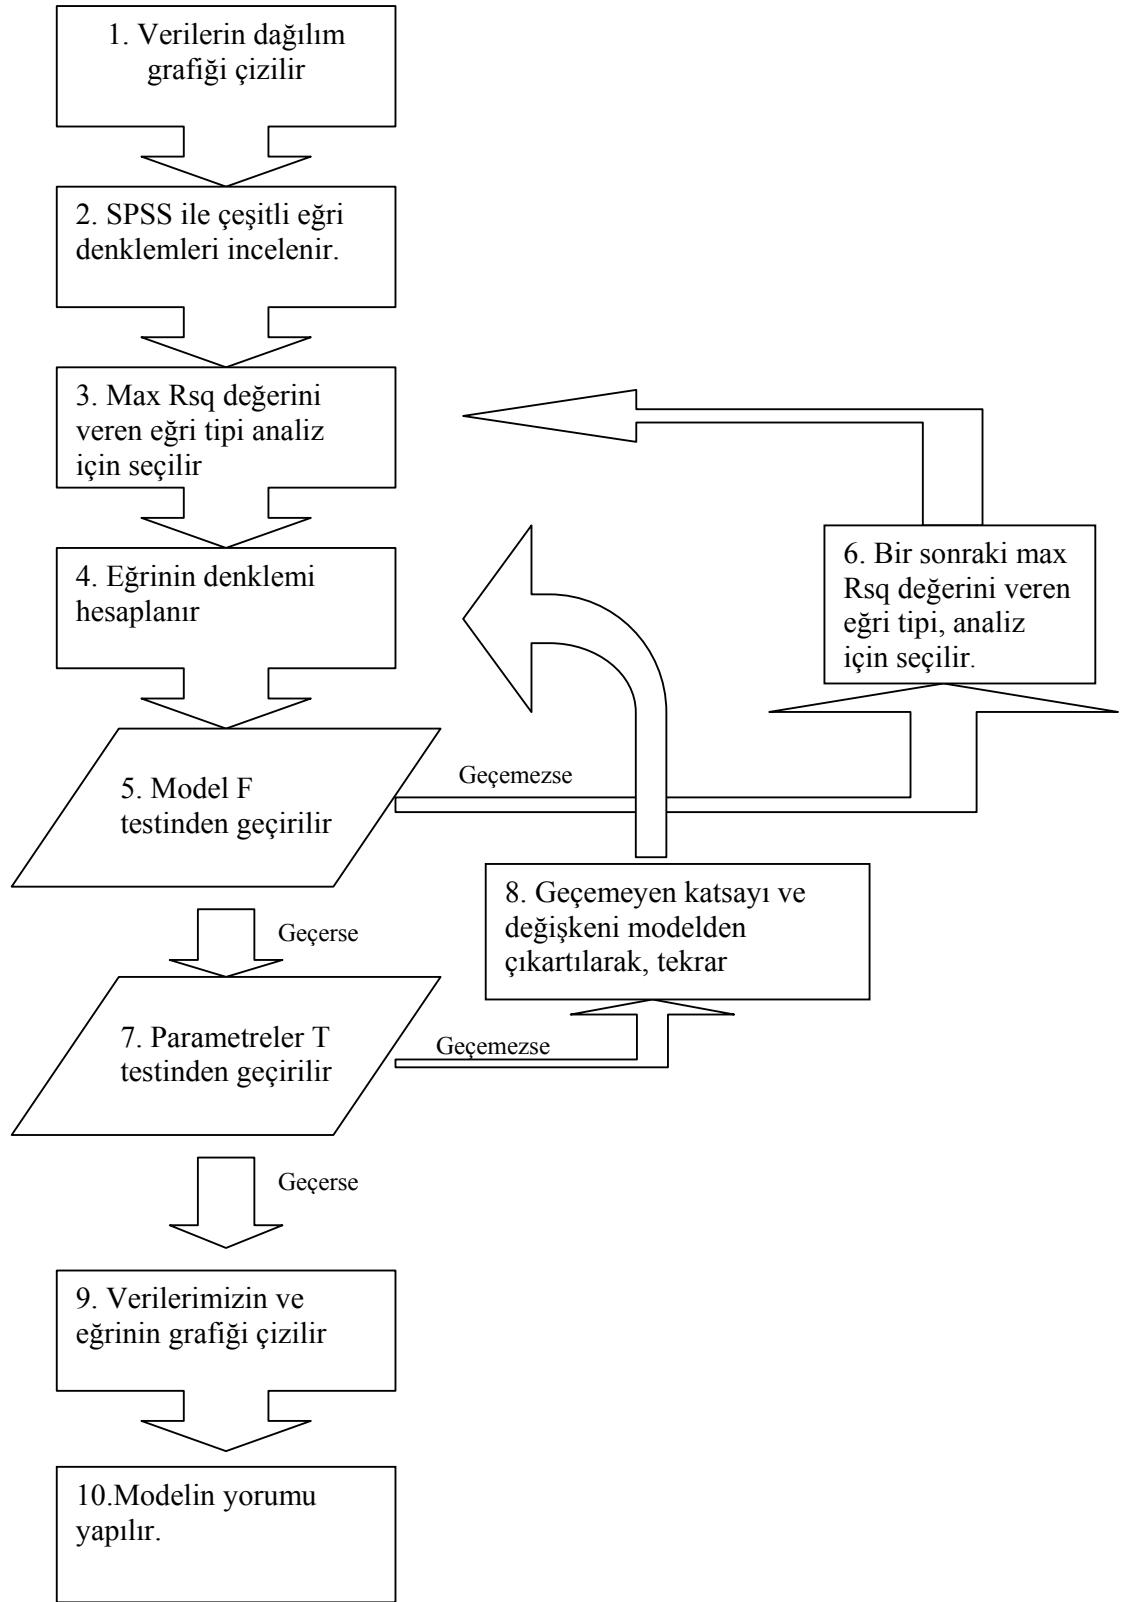 1. Verilerin dağılım
grafiği çizilir
2. SPSS ile çeşitli eğri
denklemleri incelenir.
3. Max Rsq değerini
veren eğri tipi analiz
için seçilir
4. Eğrinin denklemi
hesaplanır
5. Model F
testinden geçirilir
Geçemezse
6. Bir sonraki max
Rsq değerini veren
eğri tipi, analiz
için seçilir.
Geçerse
7. Parametreler T
testinden geçirilir
Geçemezse
8. Geçemeyen katsayı ve
değişkeni modelden
çıkartılarak, tekrar
Geçerse
9. Verilerimizin ve
eğrinin grafiği çizilir
10.Modelin yorumu
yapılır.